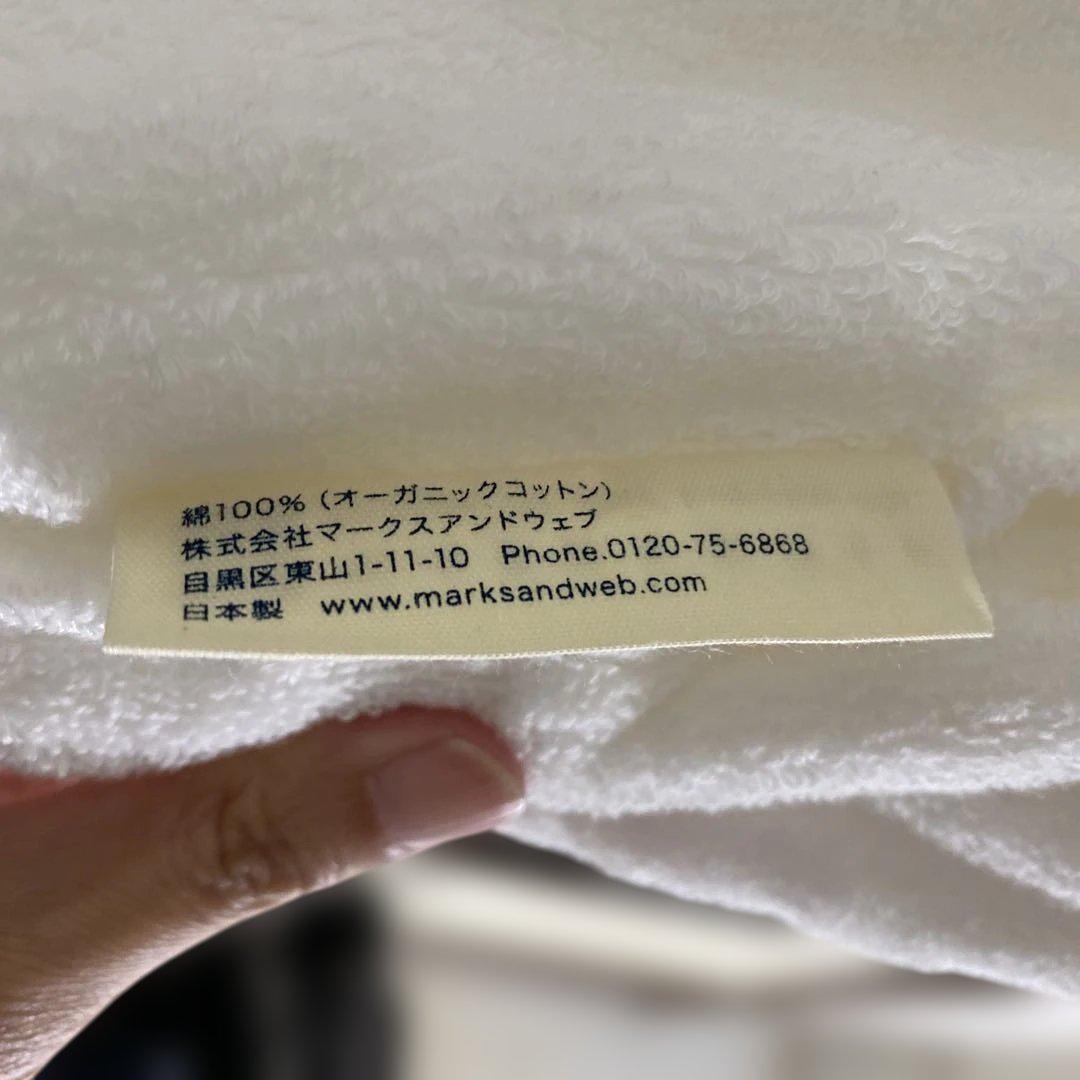 綿100%（オーガニックコットン）
株式会社マークスアンドウェブ
目黒区東山1-11-10 Phone.0120-75-6868
日本製 www.marksandweb.com